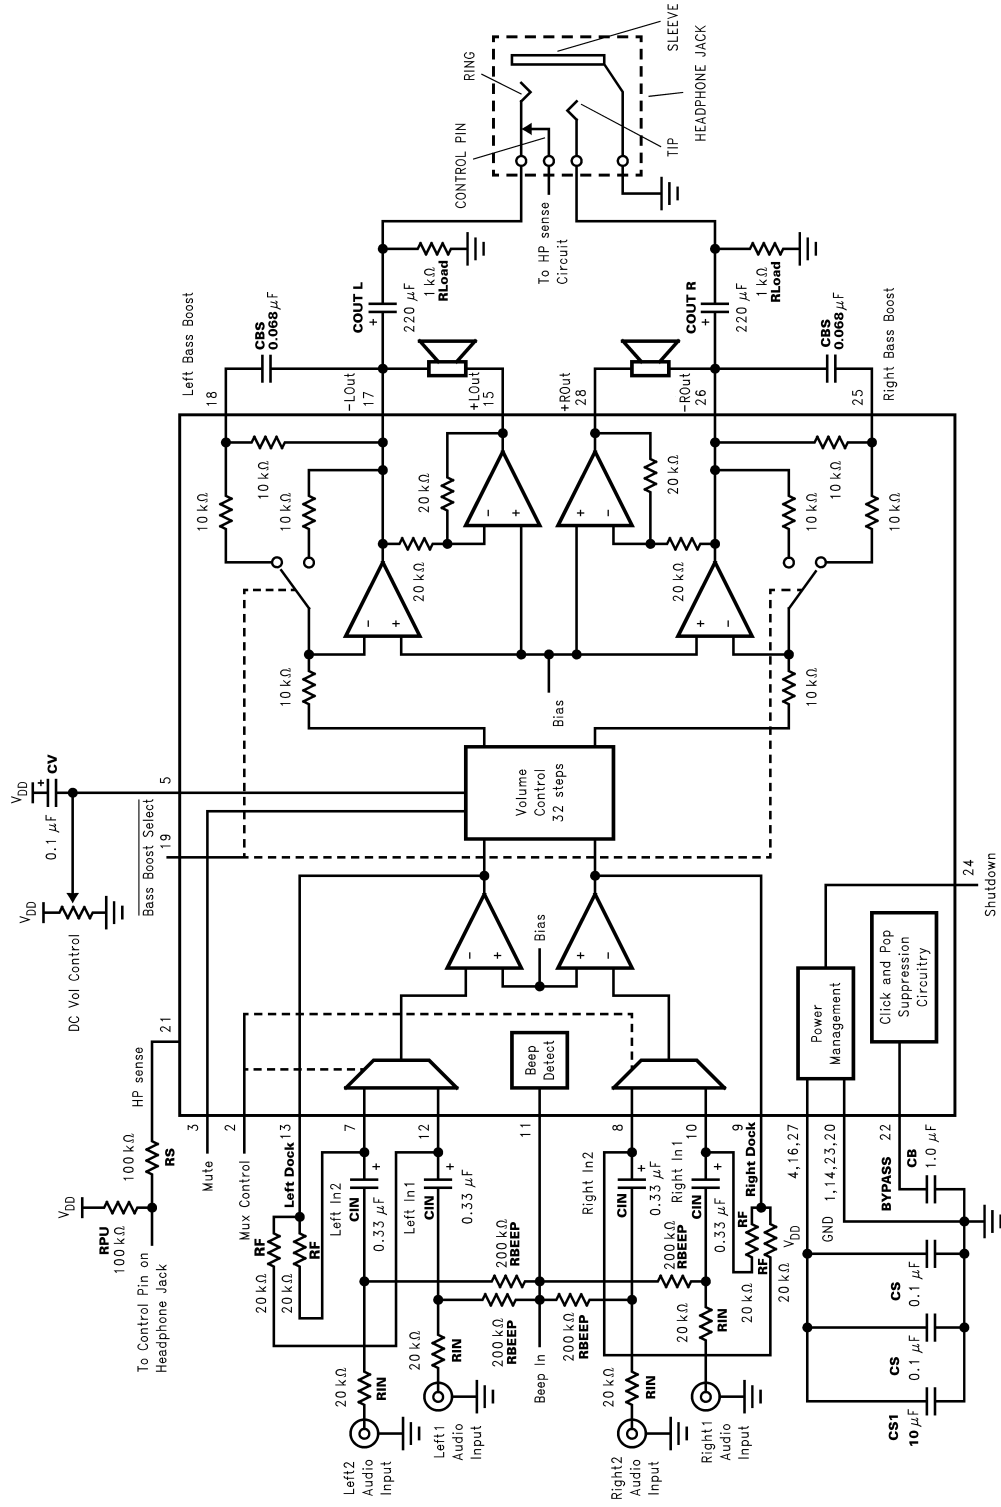 VDD
RPU
100 kΩ
To Control Pin on
Headphone Jack
100 kΩ
RS
HP sense
21
VDD
DC Vol Control
VDD
+
CV
0.1 µF
5
Bass Boost Select
19
3
Mute
2
Mux Control
13
Left Dock
RF
20 kΩ
RF
20 kΩ
7
Left In2
CIN
+
0.33 µF
12
Left In1
CIN
+
0.33 µF
20 kΩ
RIN
20 kΩ
RIN
Left2
Audio
Input
Left1
Audio
Input
11
Beep In
200 kΩ
RBEEP
200 kΩ
RBEEP
200 kΩ
RBEEP
200 kΩ
RBEEP
8
Right In2
CIN
+
0.33 µF
10
Right In1
CIN
+
0.33 µF
9
Right Dock
RF
20 kΩ
RF
20 kΩ
20 kΩ
RIN
20 kΩ
RIN
Right2
Audio
Input
Right1
Audio
Input
4,16,27
VDD
1,14,23,20
GND
22
BYPASS
CB
1.0 µF
CS
0.1 µF
CS
0.1 µF
CS1
10 µF
Beep
Detect
Power
Management
Click and Pop
Suppression
Circuitry
24
Shutdown
−
+
Bias
+
−
Volume
Control
32 steps
10 kΩ
10 kΩ
10 kΩ
10 kΩ
−
+
20 kΩ
20 kΩ
−
+
Bias
+
−
20 kΩ
20 kΩ
+
−
10 kΩ
10 kΩ
10 kΩ
10 kΩ
18
Left Bass Boost
CBS
0.068 µF
−LOut
17
+LOut
15
COUT L
+
220 µF
1 kΩ
RLoad
+ROut
28
−ROut
26
COUT R
+
220 µF
1 kΩ
RLoad
25
Right Bass Boost
CBS
0.068 µF
To HP sense
Circuit
CONTROL PIN
RING
TIP
SLEEVE
HEADPHONE JACK